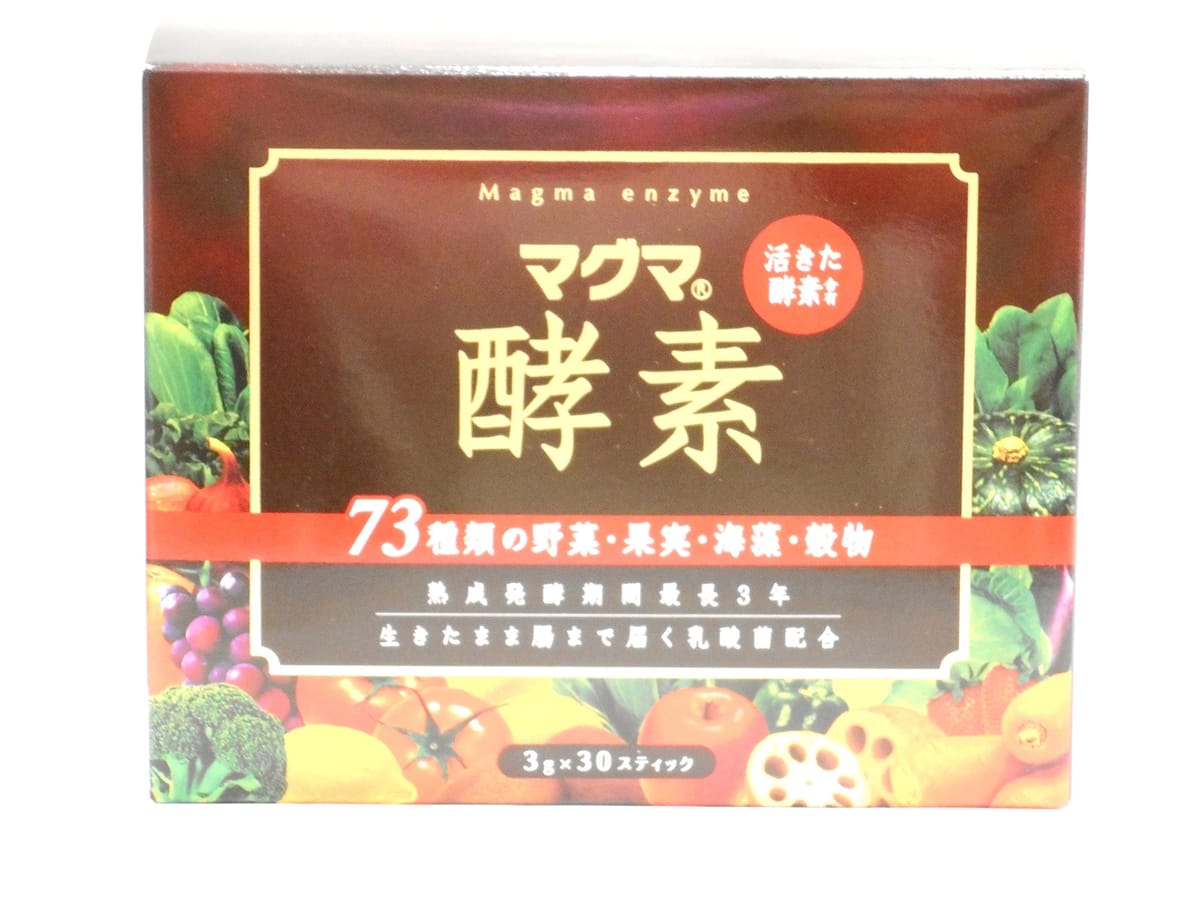 Magma enzyme
マグマ®
活きた
酵素含有
酵素
73種類の野菜・果実・海藻・穀物
熟成発酵期間最長3年
生きたまま腸まで届く乳酸菌配合
3g×30スティック